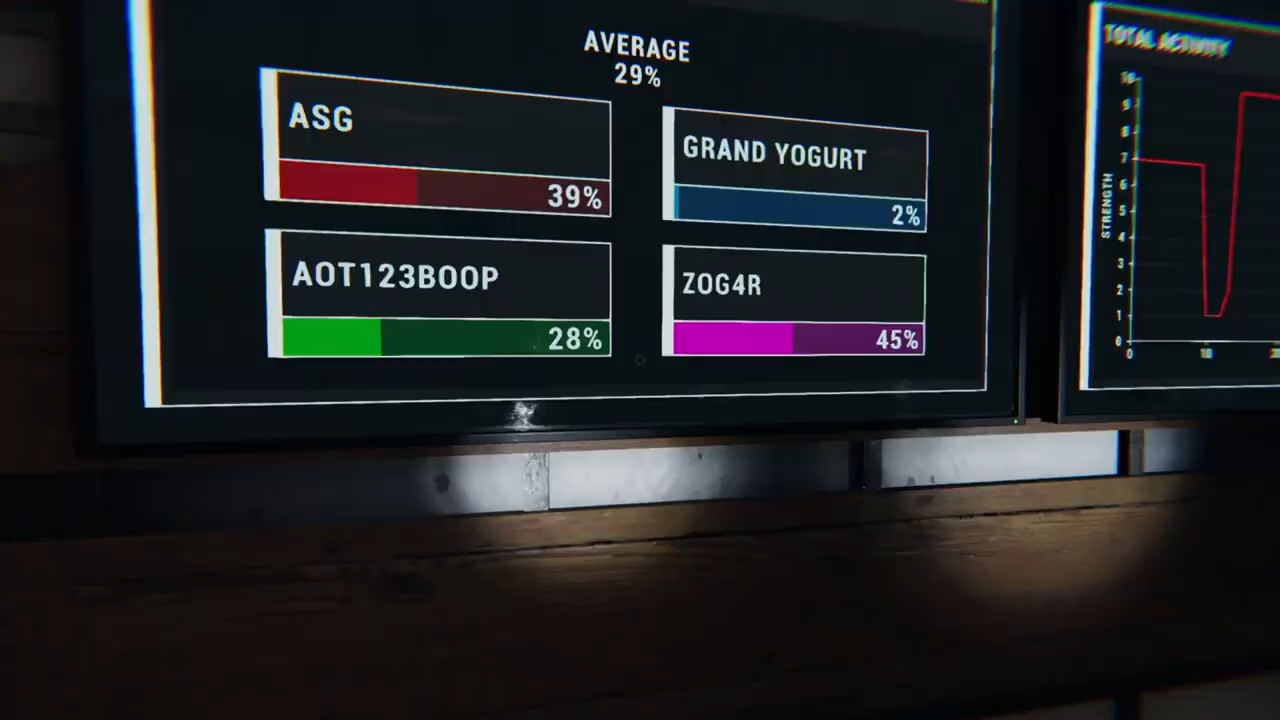 AVERAGE
29%
ASG
39%
GRAND YOGURT
2%
AOT123BOOP
28%
ZOG4R
45%
TOTAL ACTIVITY
STRENGTH
10
9
8
7
6
5
4
3
2
1
0
0
10